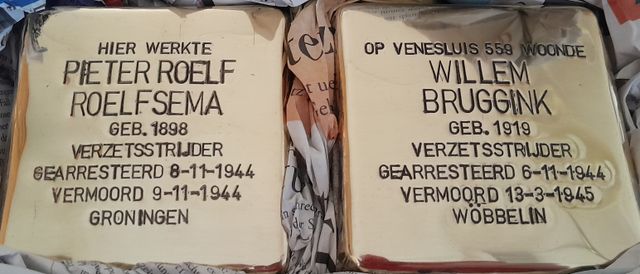 HIER WERKTE
PIETER ROELF
ROELFSEMA
GEB. 1898
VERZETSSTRIJDER
GEARRESTEERD 8-11-1944
VERMOORD 9-11-1944
GRONINGEN
OP VENESLUIS 559 WOONDE
WILLEM
BRUGGINK
GEB. 1919
VERZETSSTRIJDER
GEARRESTEERD 6-11-1944
VERMOORD 13-3-1945
WÖBBELIN